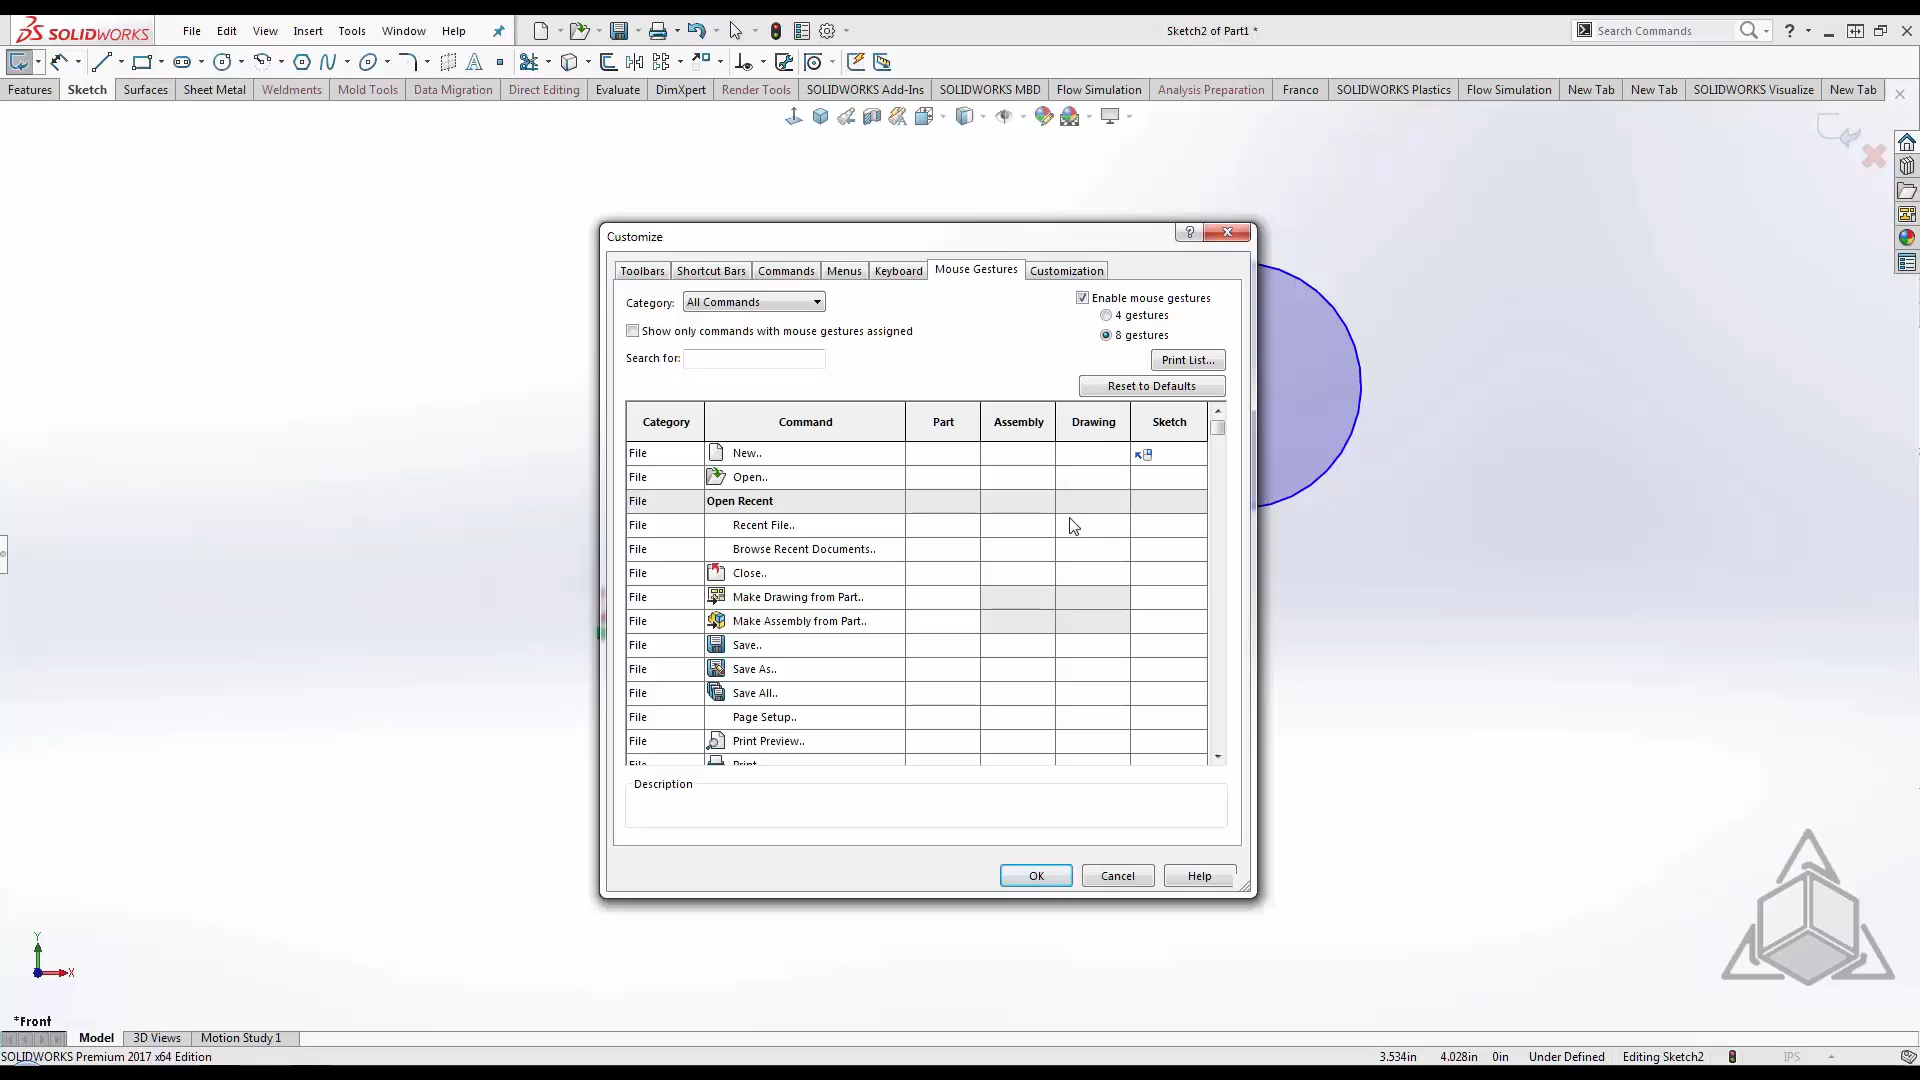 SOLIDWORKS File Edit View Insert Tools Window Help Sketch2 of Part1 * Search Commands
Features Sketch Surfaces Sheet Metal Weldments Mold Tools Data Migration Direct Editing Evaluate DimXpert Render Tools SOLIDWORKS Add-Ins SOLIDWORKS MBD Flow Simulation Analysis Preparation Franco SOLIDWORKS Plastics Flow Simulation New Tab New Tab SOLIDWORKS Visualize New Tab
Customize
Toolbars Shortcut Bars Commands Menus Keyboard Mouse Gestures Customization
Category: All Commands Enable mouse gestures
4 gestures
Show only commands with mouse gestures assigned 8 gestures
Search for: Print List...
Reset to Defaults
Category Command Part Assembly Drawing Sketch
File New..
File Open..
File Open Recent
File Recent File..
File Browse Recent Documents..
File Close..
File Make Drawing from Part..
File Make Assembly from Part..
File Save..
File Save As..
File Save All..
File Page Setup..
File Print Preview..
File Print
Description
OK Cancel Help
Y
X
*Front
Model 3D Views Motion Study 1
SOLIDWORKS Premium 2017 x64 Edition 3.534in 4.028in 0in Under Defined Editing Sketch2 IPS